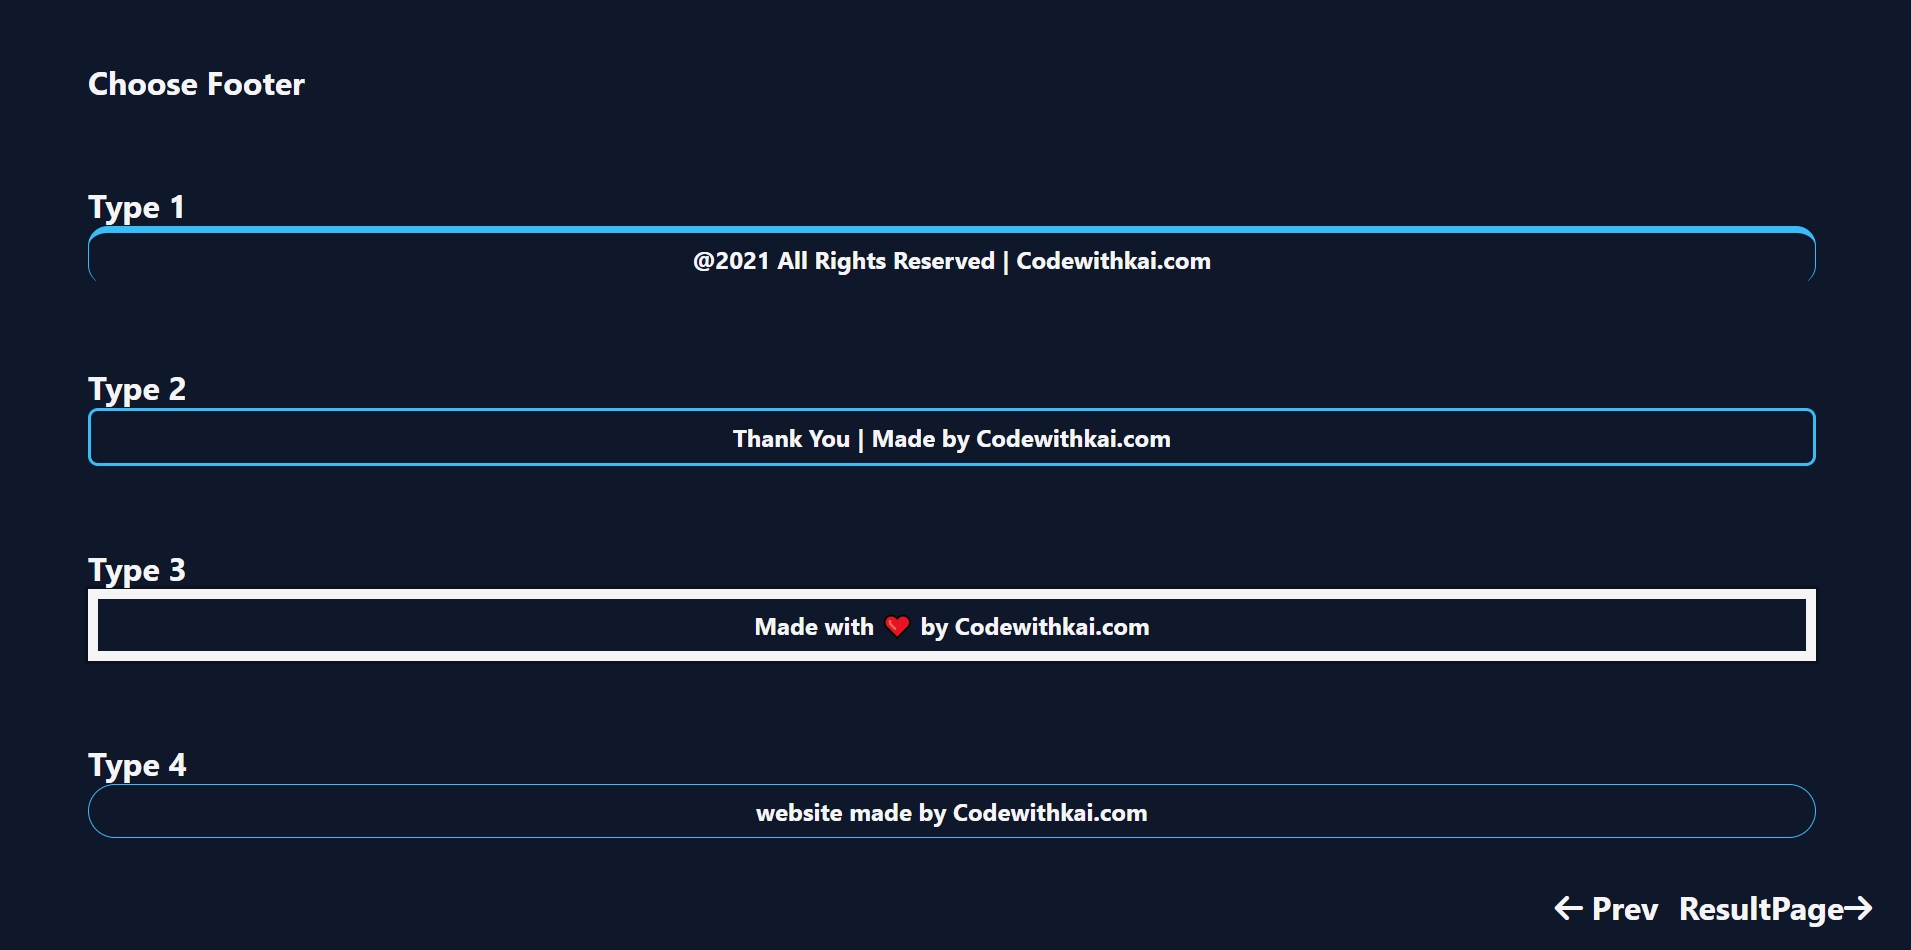 Choose Footer
Type 1
@2021 All Rights Reserved | Codewithkai.com
Type 2
Thank You | Made by Codewithkai.com
Type 3
Made with ❤️ by Codewithkai.com
Type 4
website made by Codewithkai.com
← Prev ResultPage→